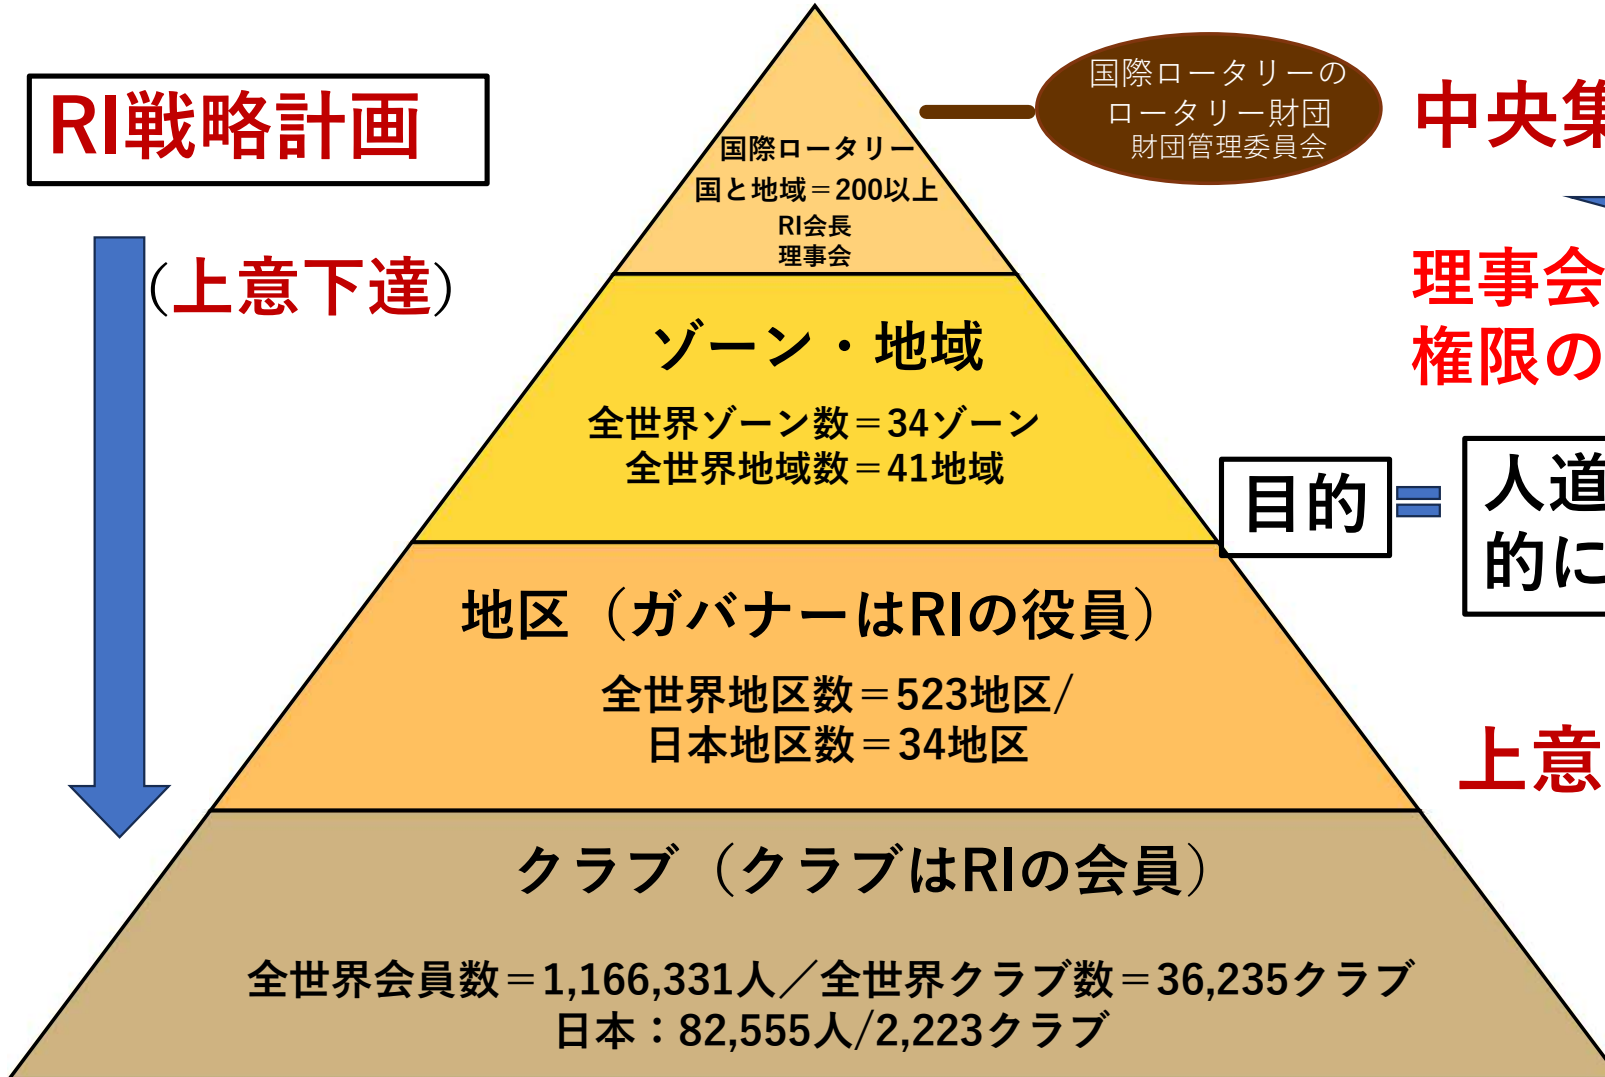 RI戦略計画
(上意下達)
国際ロータリー
国と地域＝200以上
RI会長
理事会
国際ロータリーの
ロータリー財団
財団管理委員会
中央集
理事会
権限の
ゾーン・地域
全世界ゾーン数＝34ゾーン
全世界地域数＝41地域
目的
人道
的に
地区（ガバナーはRIの役員）
全世界地区数＝523地区/
日本地区数＝34地区
上意
クラブ（クラブはRIの会員）
全世界会員数＝1,166,331人／全世界クラブ数＝36,235クラブ
日本：82,555人/2,223クラブ